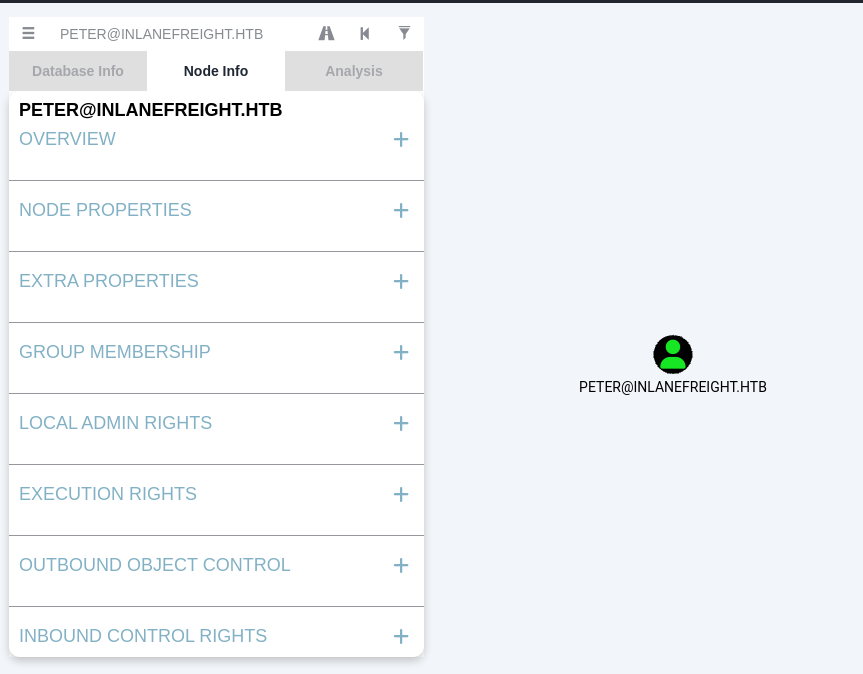 PETER@INLANEFREIGHT.HTB
Database Info
Node Info
Analysis
PETER@INLANEFREIGHT.HTB
OVERVIEW
NODE PROPERTIES
EXTRA PROPERTIES
GROUP MEMBERSHIP
LOCAL ADMIN RIGHTS
EXECUTION RIGHTS
OUTBOUND OBJECT CONTROL
INBOUND CONTROL RIGHTS
PETER@INLANEFREIGHT.HTB